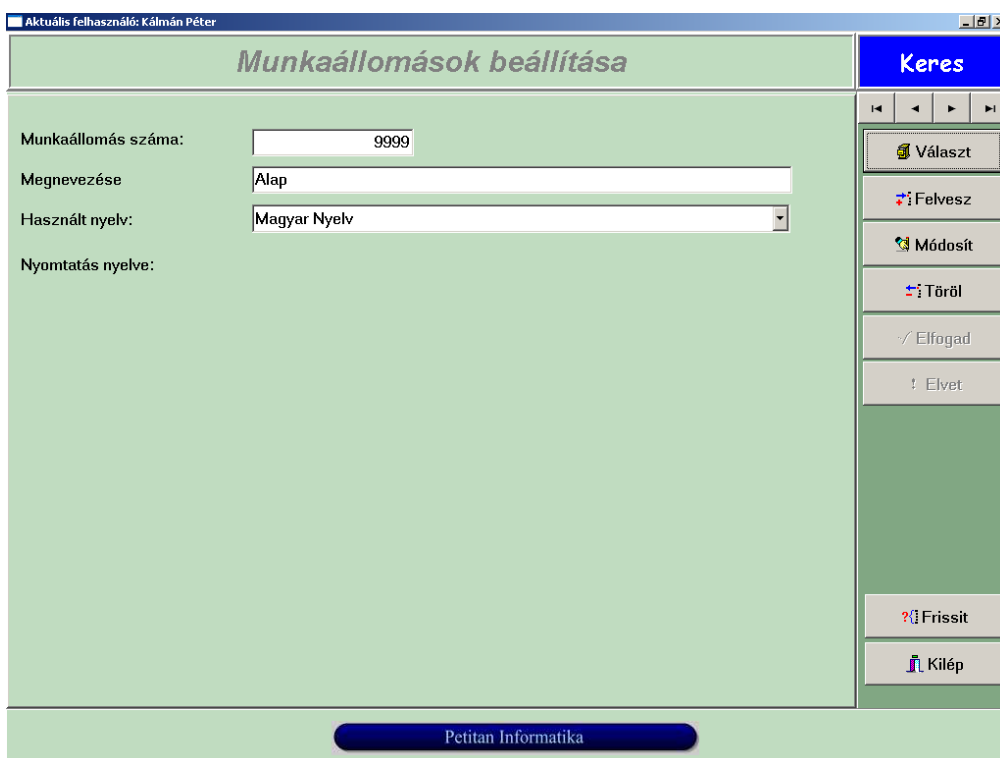 Aktuális felhasználó: Kálmán Péter
Munkaállomások beállítása
Keres
Munkaállomás száma:
9999
Megnevezése
Alap
Használt nyelv:
Magyar Nyelv
Nyomtatás nyelve:
Választ
Felvesz
Módosít
Töröl
Elfogad
Elvet
Frissit
Kilép
Petitan Informatika